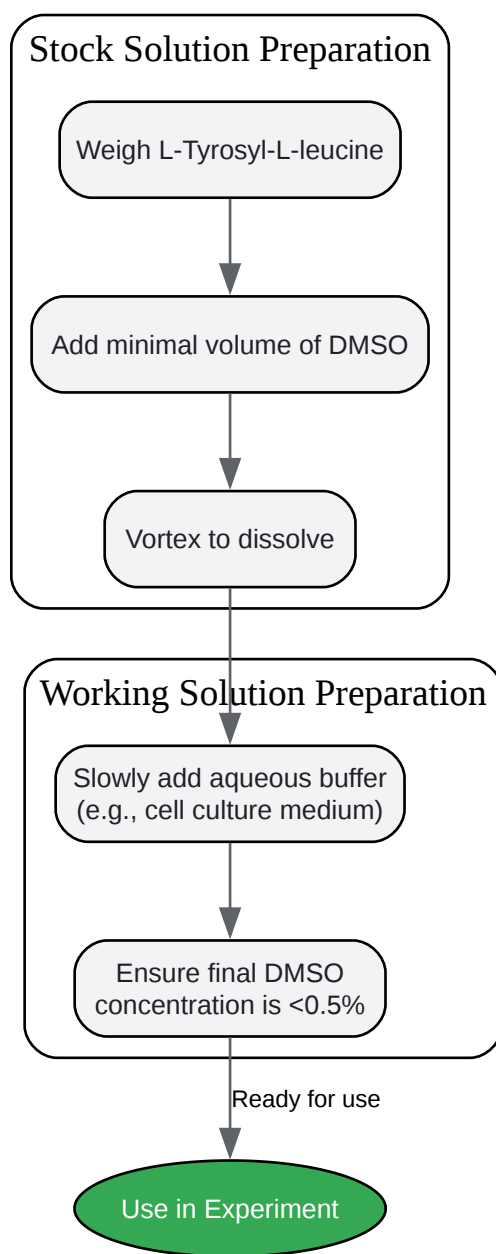 Stock Solution Preparation
Weigh L-Tyrosyl-L-leucine
Add minimal volume of DMSO
Vortex to dissolve
Working Solution Preparation
Slowly add aqueous buffer
(e.g., cell culture medium)
Ensure final DMSO
concentration is <0.5%
Ready for use
Use in Experiment